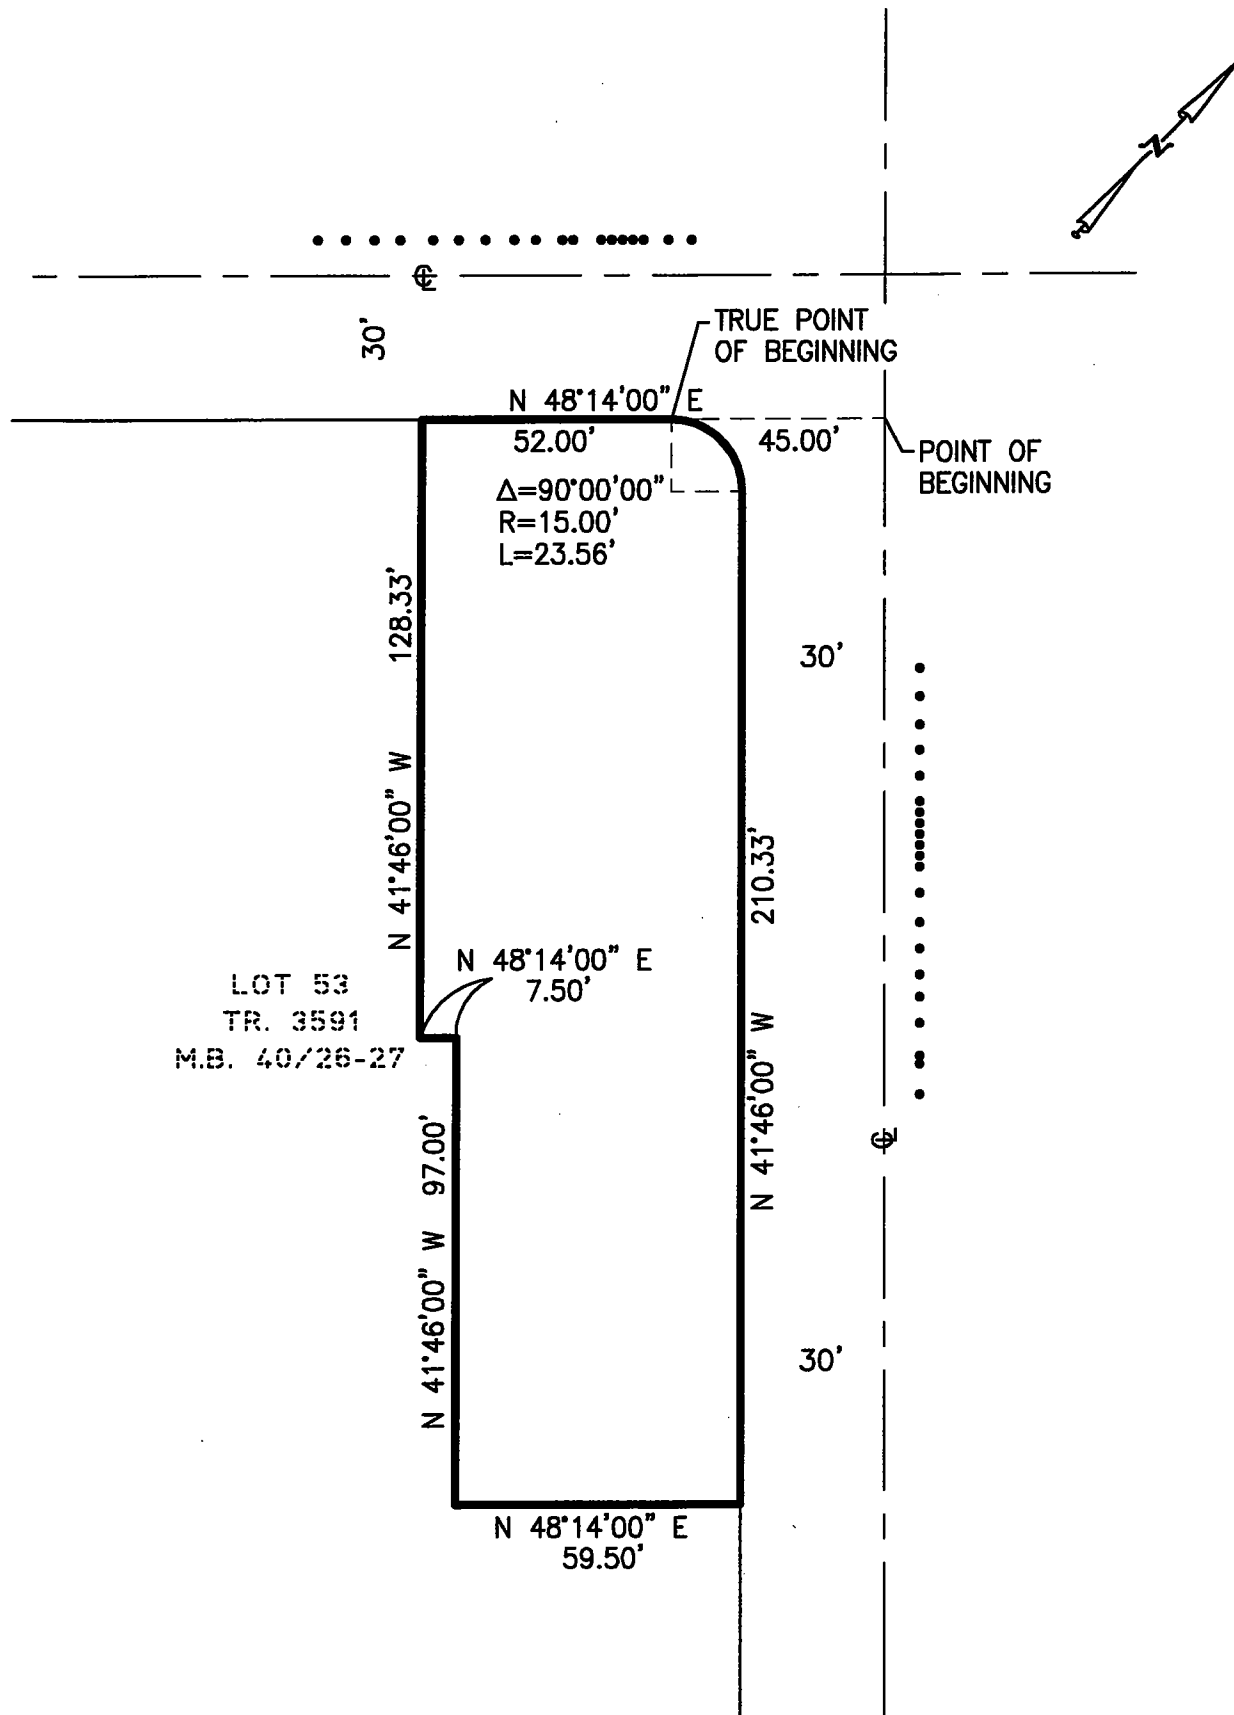 N
℄
30'
TRUE POINT
OF BEGINNING
N 48°14'00" E
52.00'
45.00'
POINT OF
BEGINNING
Δ=90°00'00"
R=15.00'
L=23.56'
N 41°46'00" W 128.33'
30'
N 41°46'00" W 210.33'
N 48°14'00" E
7.50'
LOT 53
TR. 3591
M.B. 40/26-27
℄
N 41°46'00" W 97.00'
30'
N 48°14'00" E
59.50'